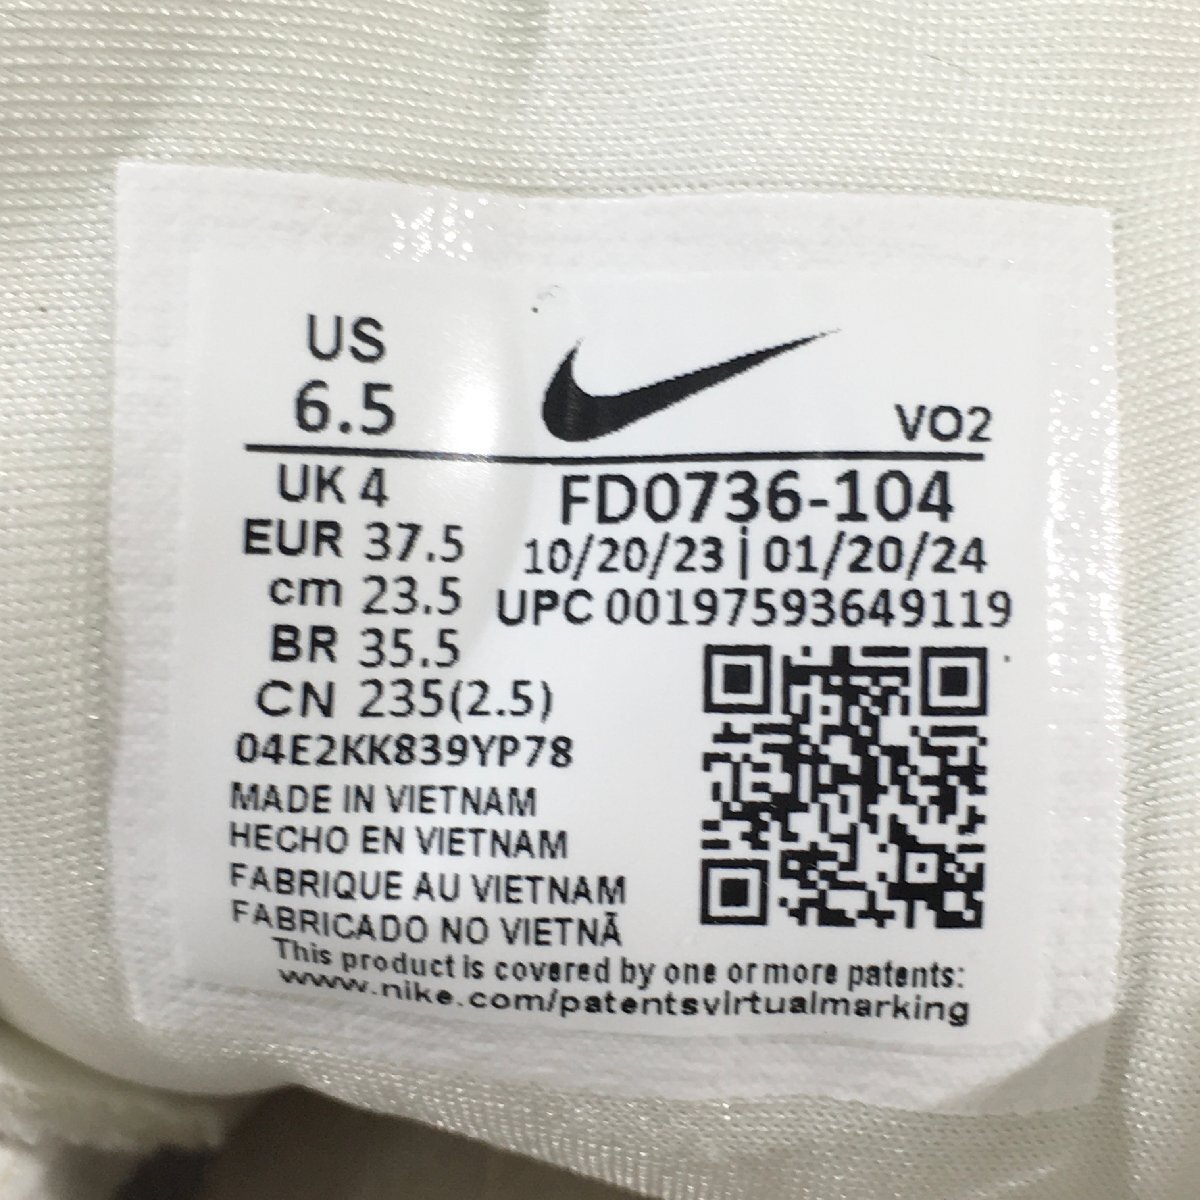 US
6.5
VO2
UK 4
EUR 37.5
cm 23.5
BR 35.5
CN 235(2.5)
FD0736-104
10/20/23 | 01/20/24
UPC 00197593649119
04E2KK839YP78
MADE IN VIETNAM
HECHO EN VIETNAM
FABRIQUE AU VIETNAM
FABRICADO NO VIETNÃ
This product is covered by one or more patents:
www.nike.com/patentsvirtualmarking